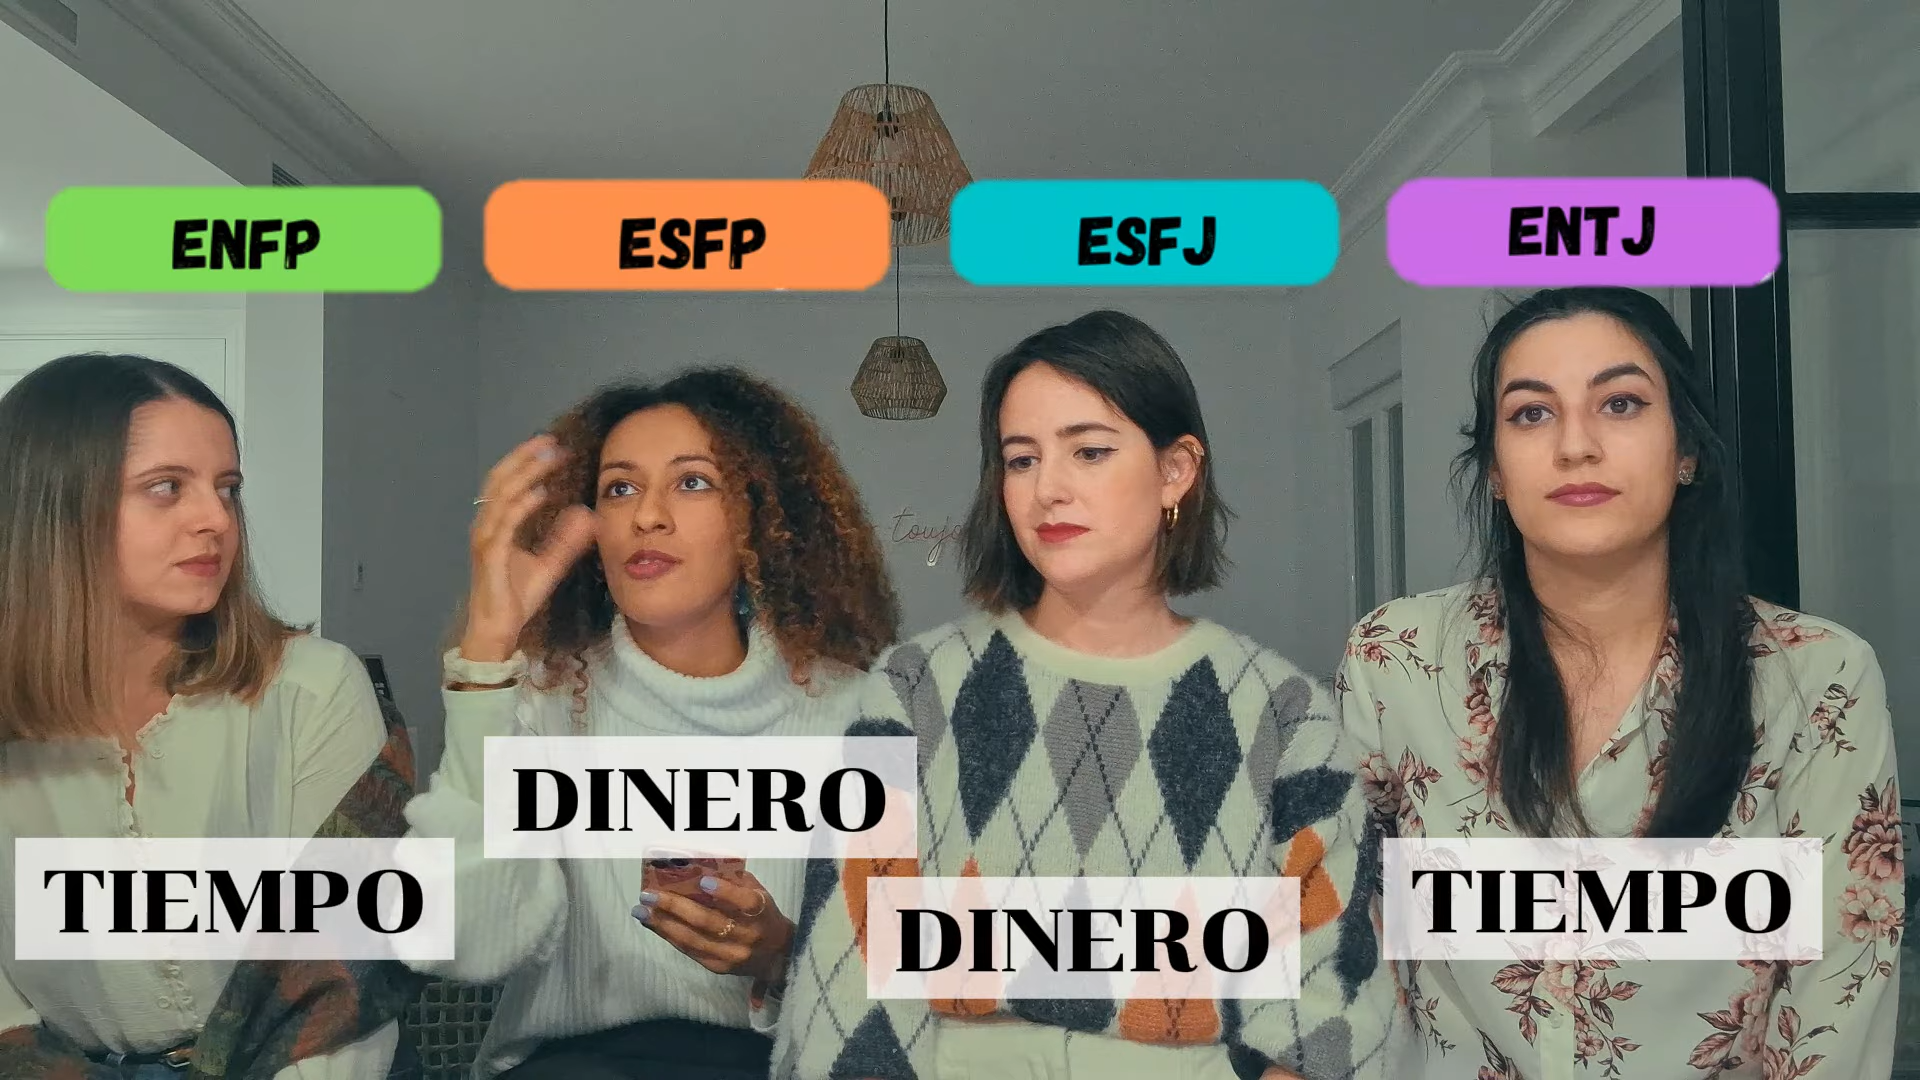 ENFP
ESFP
ESFJ
ENTJ
DINERO
TIEMPO
TIEMPO
DINERO